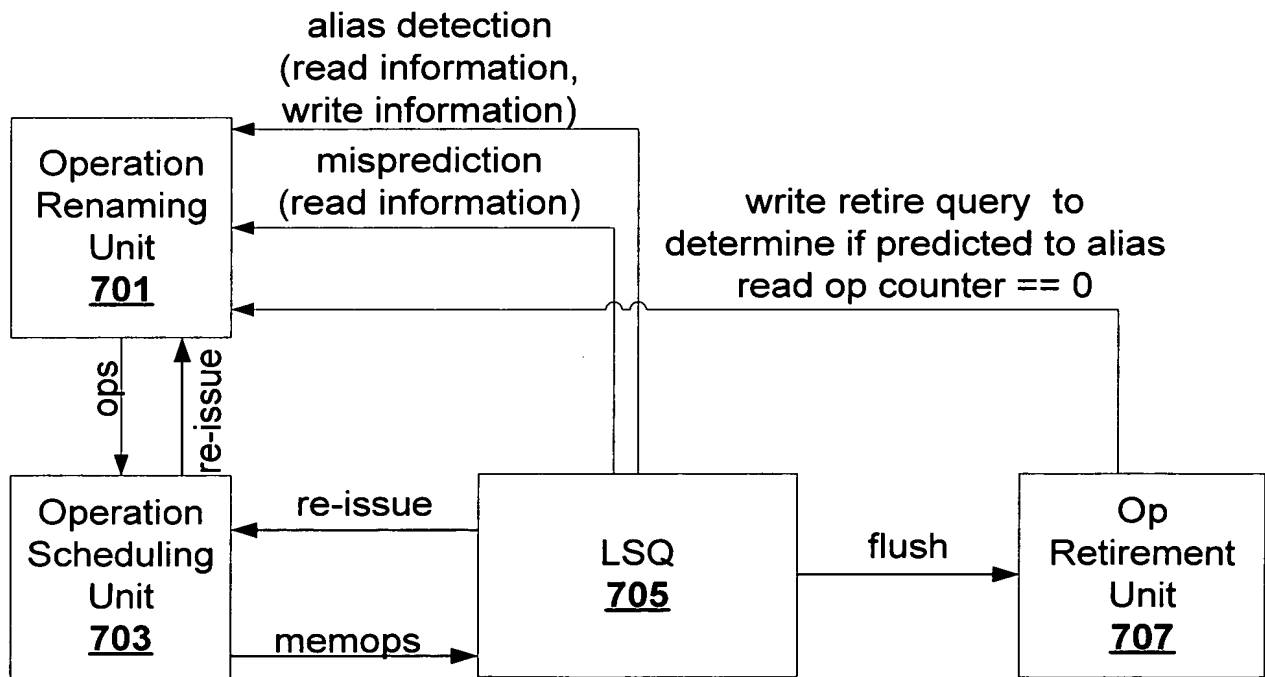 alias detection
(read information,
write information)
misprediction
(read information)
write retire query to
determine if predicted to alias
read op counter == 0
Operation
Renaming
Unit
701
ops
re-issue
Operation
Scheduling
Unit
703
re-issue
memops
LSQ
705
flush
Op
Retirement
Unit
707